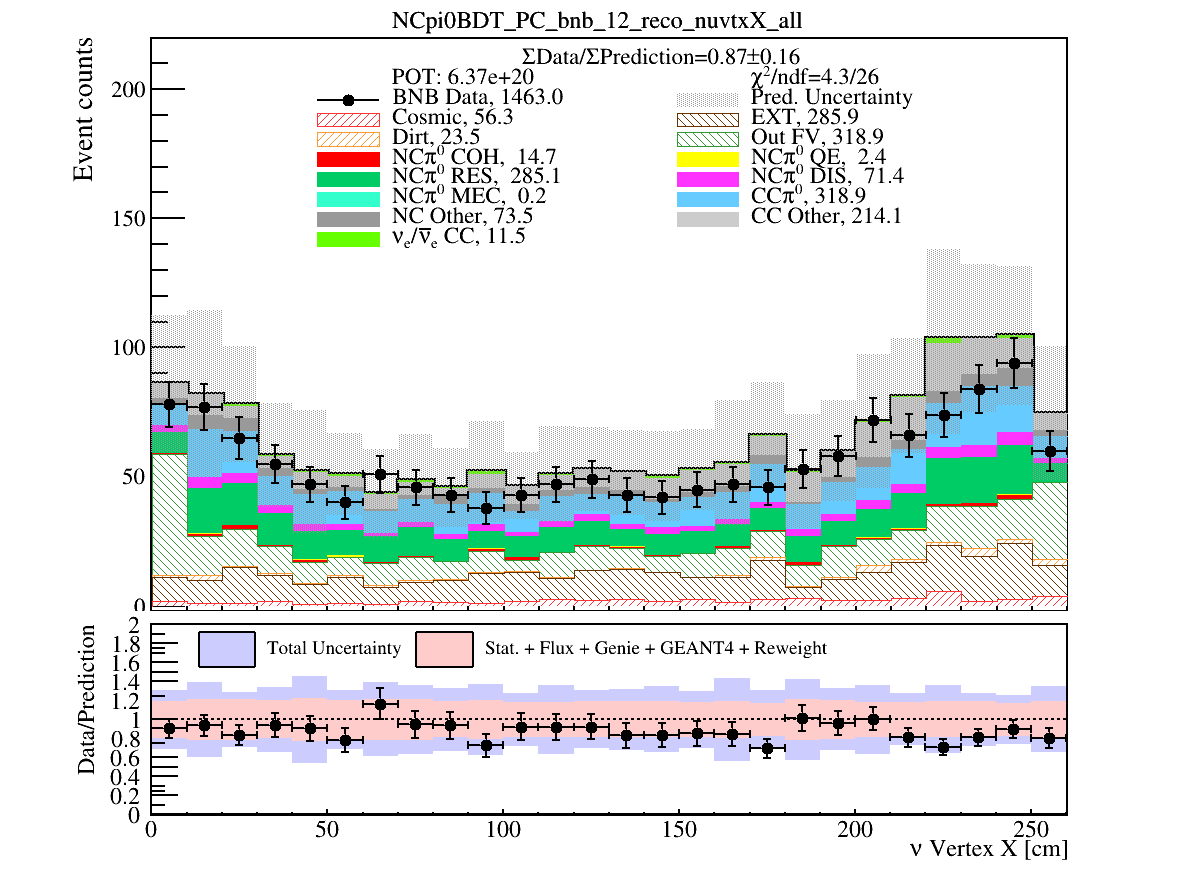 NCpi0BDT_PC_bnb_12_reco_nuvtxX_all
ΣData/ΣPrediction=0.87±0.16
POT: 6.37e+20
χ²/ndf=4.3/26
BNB Data, 1463.0
Pred. Uncertainty
Cosmic, 56.3
EXT, 285.9
Dirt, 23.5
Out FV, 318.9
NCπ⁰ COH, 14.7
NCπ⁰ QE, 2.4
NCπ⁰ RES, 285.1
NCπ⁰ DIS, 71.4
NCπ⁰ MEC, 0.2
CCπ⁰, 318.9
NC Other, 73.5
CC Other, 214.1
νₑ/ν̅ₑ CC, 11.5
Event counts
200
150
100
50
0
Total Uncertainty
Stat. + Flux + Genie + GEANT4 + Reweight
Data/Prediction
2
1.8
1.6
1.4
1.2
1
0.8
0.6
0.4
0.2
0
0 50 100 150 200 250
ν Vertex X [cm]